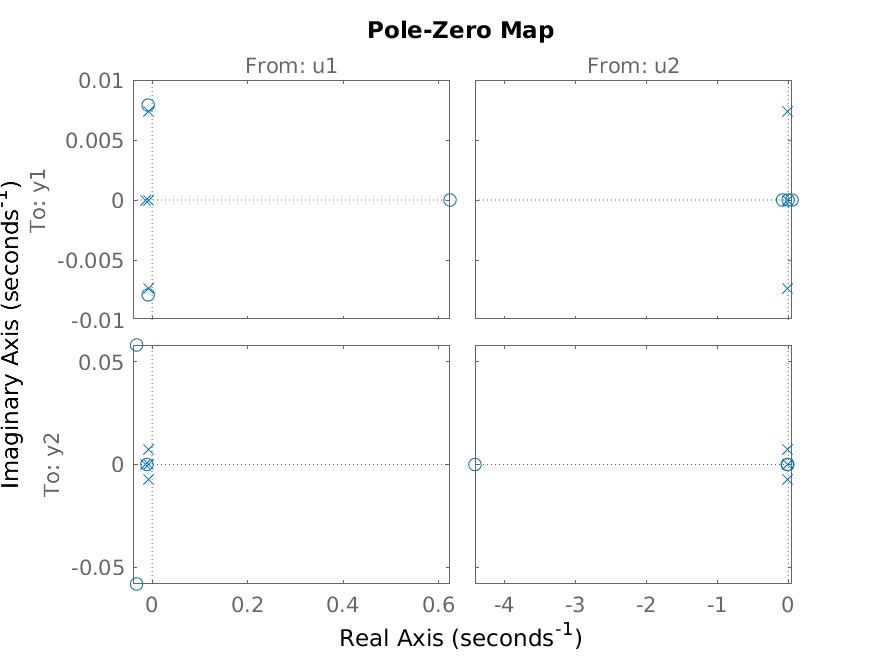 Pole-Zero Map
From: u1
From: u2
0.01
0.005
0
-0.005
-0.01
To: y1
0.05
0
-0.05
To: y2
Imaginary Axis (seconds⁻¹)
0
0.2
0.4
0.6
-4
-3
-2
-1
0
Real Axis (seconds⁻¹)